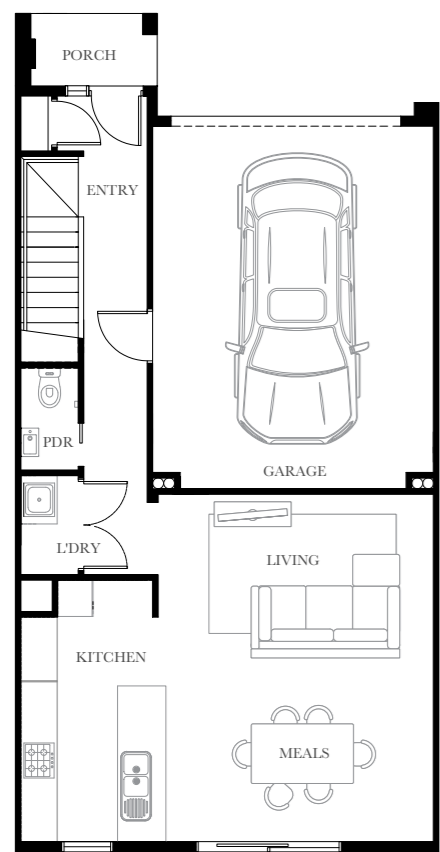 PORCH
ENTRY
PDR
GARAGE
L'DRY
LIVING
KITCHEN
MEALS